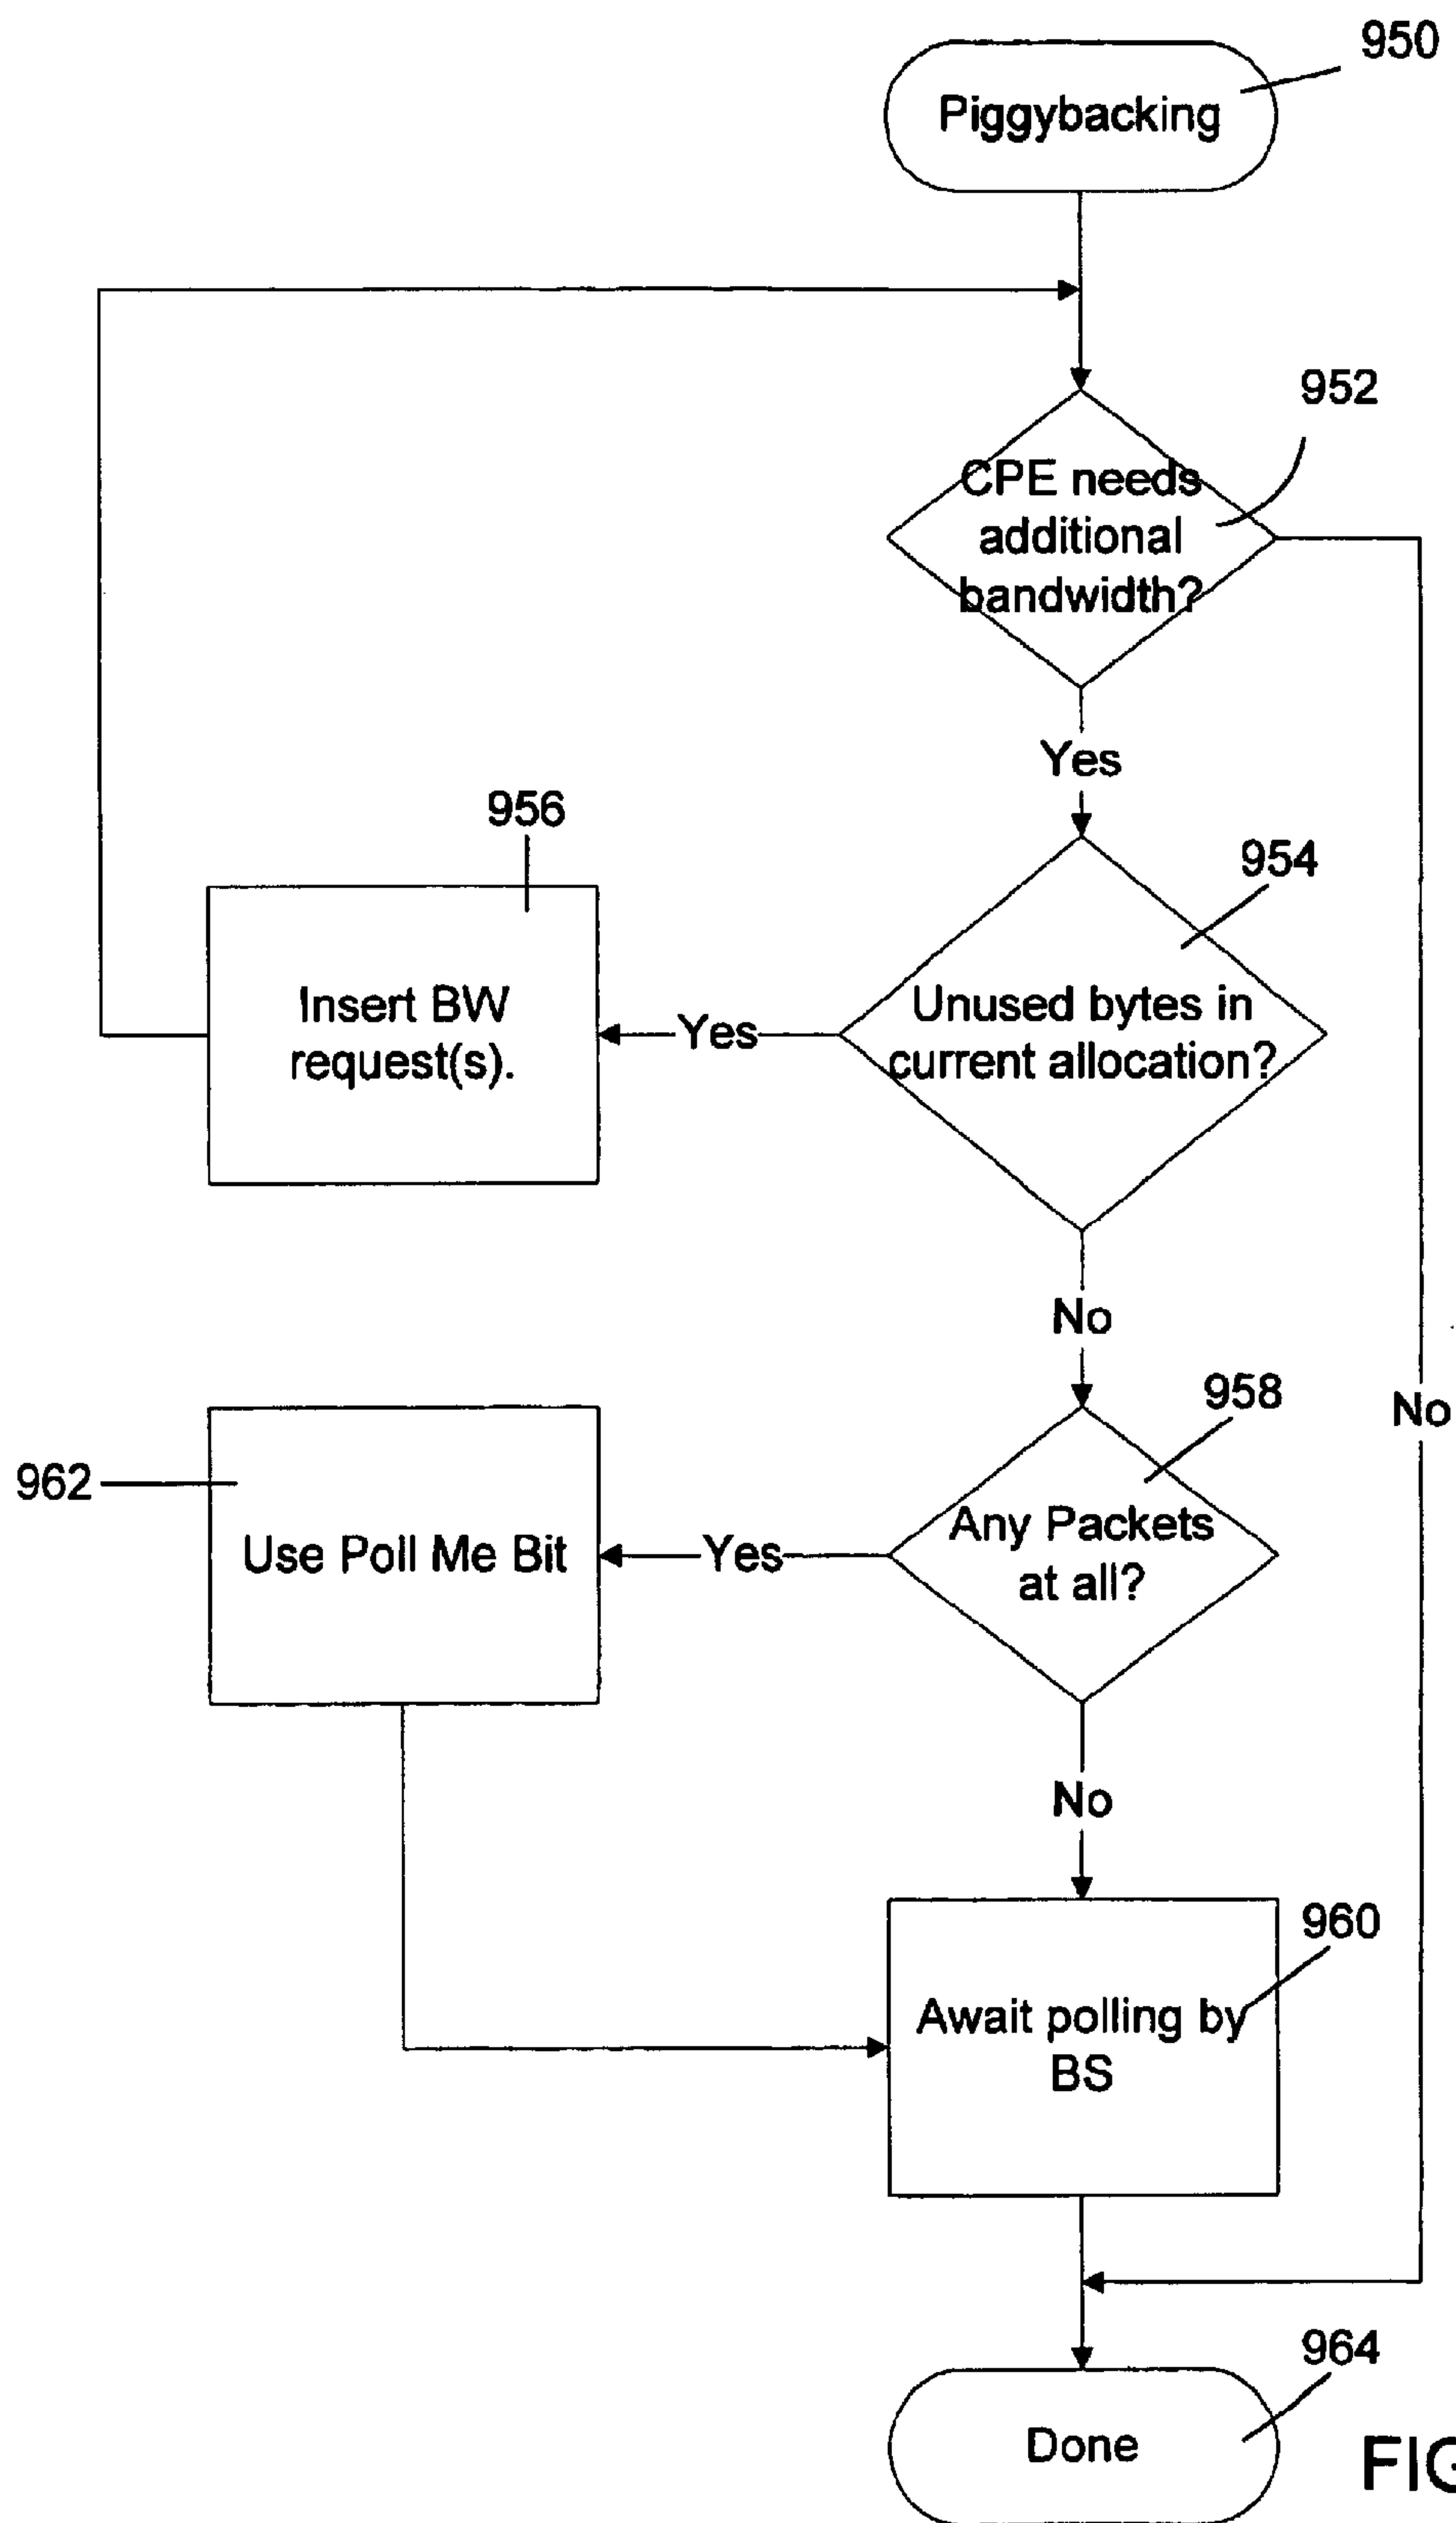 950
Piggybacking
952
CPE needs
additional
bandwidth?
Yes
956
954
Insert BW
request(s).
Yes
Unused bytes in
current allocation?
No
958
No
962
Use Poll Me Bit
Yes
Any Packets
at all?
No
960
Await polling by
BS
964
Done
FIG